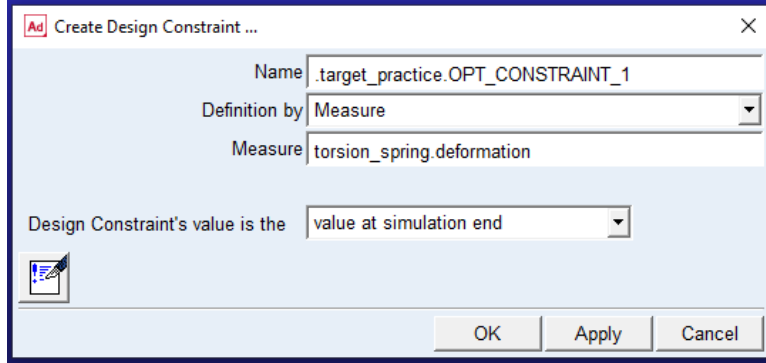 Ad Create Design Constraint ...
Name .target_practice.OPT_CONSTRAINT_1
Definition by Measure
Measure torsion_spring.deformation
Design Constraint's value is the value at simulation end
OK Apply Cancel